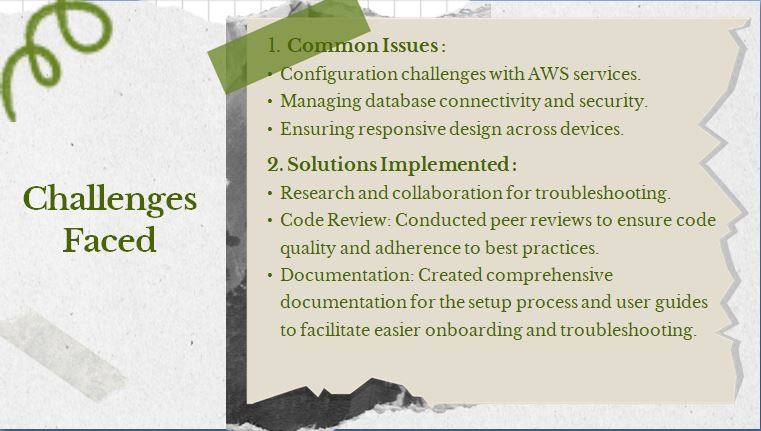 Challenges
Faced
1. Common Issues :
• Configuration challenges with AWS services.
• Managing database connectivity and security.
• Ensuring responsive design across devices.
2. Solutions Implemented :
• Research and collaboration for troubleshooting.
• Code Review: Conducted peer reviews to ensure code
quality and adherence to best practices.
• Documentation: Created comprehensive
documentation for the setup process and user guides
to facilitate easier onboarding and troubleshooting.